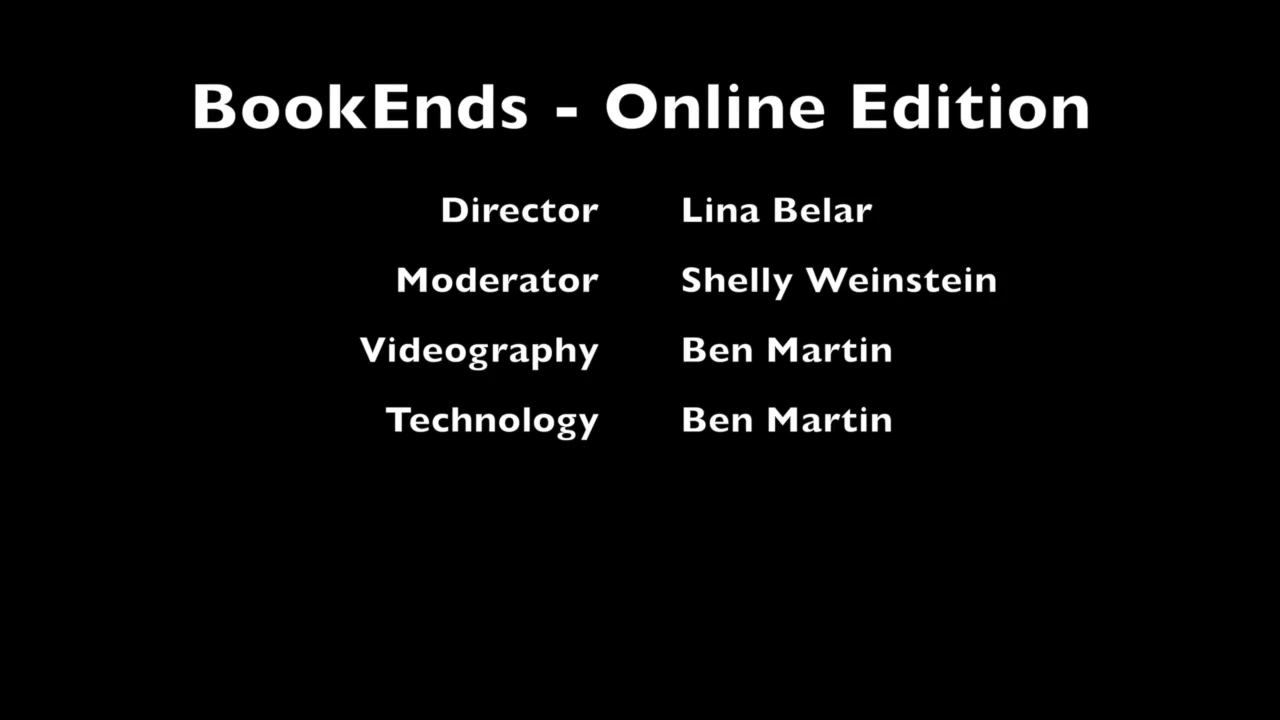 BookEnds - Online Edition
Director Lina Belar
Moderator Shelly Weinstein
Videography Ben Martin
Technology Ben Martin